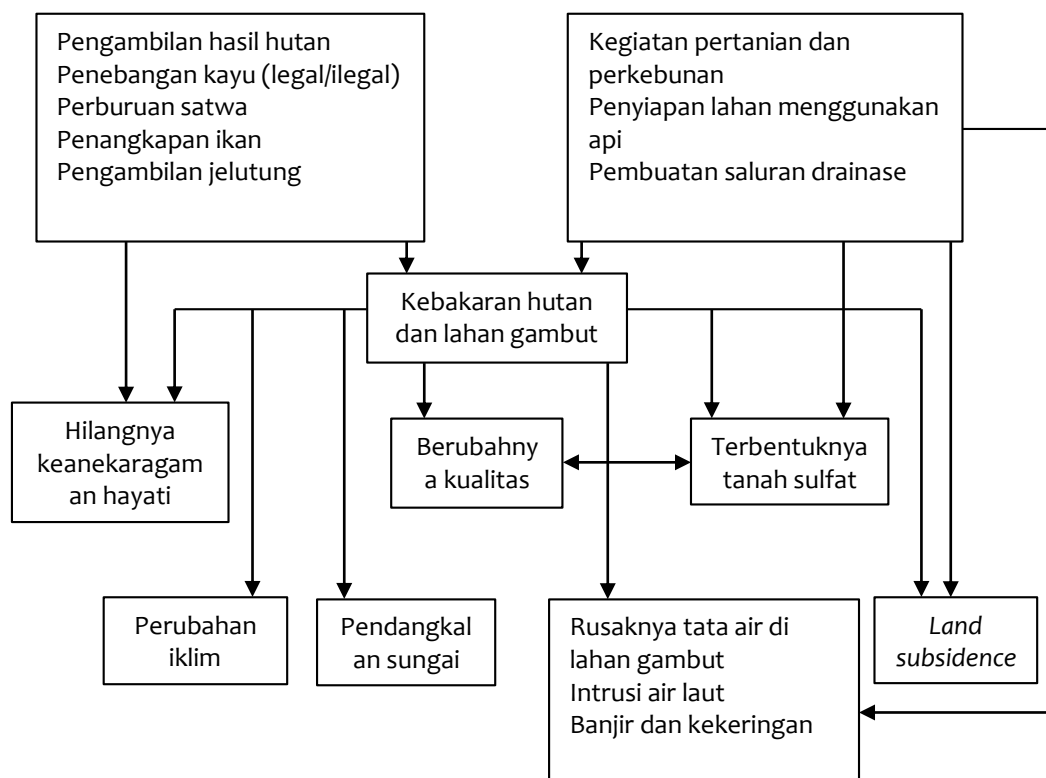 Pengambilan hasil hutan
Penebangan kayu (legal/ilegal)
Perburuan satwa
Penangkapan ikan
Pengambilan jelutung
Kegiatan pertanian dan
perkebunan
Penyiapan lahan menggunakan
api
Pembuatan saluran drainase
Kebakaran hutan
dan lahan gambut
Hilangnya
keanekaragam
an hayati
Berubahny
a kualitas
Terbentuknya
tanah sulfat
Perubahan
iklim
Pendangkal
an sungai
Rusaknya tata air di
lahan gambut
Intrusi air laut
Banjir dan kekeringan
Land
subsidence